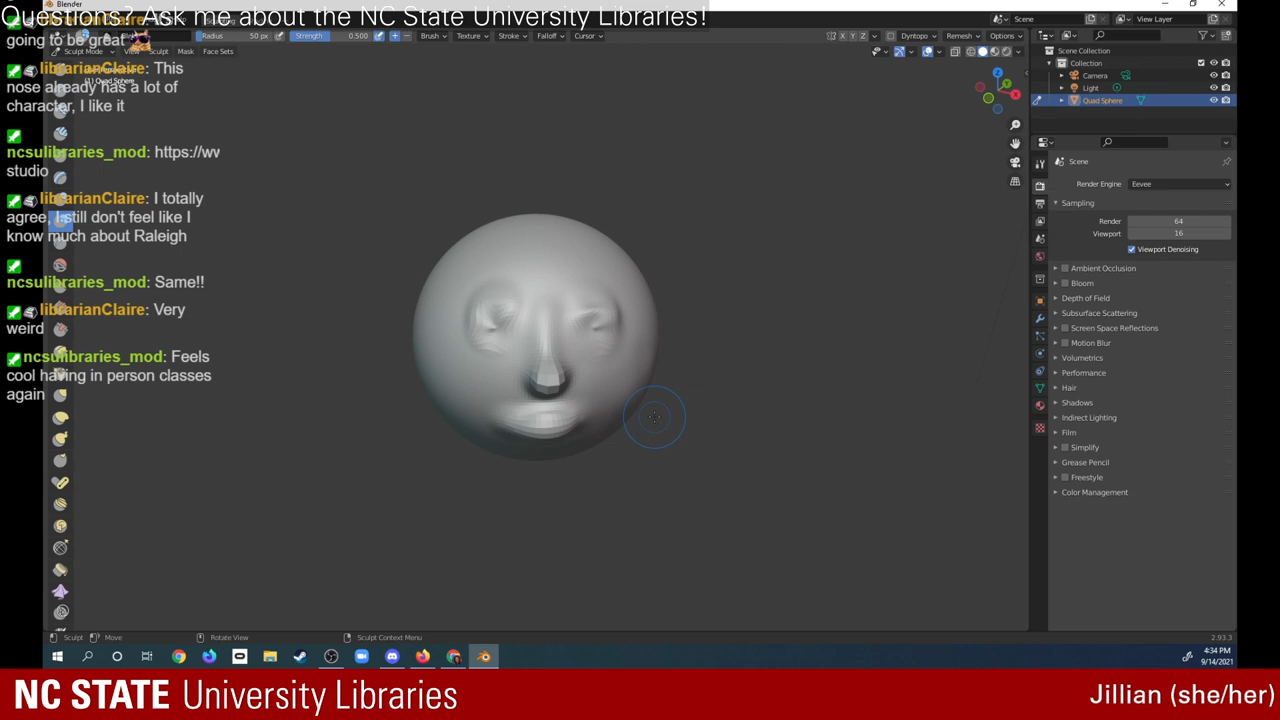 Blender
Questions? Ask me about the NC State University Libraries!
Scene
View Layer
going to be great
Radius 50 px
Strength 0.500
Brush
Texture
Stroke
Falloff
Cursor
X Y Z
Dyntopo
Remesh
Options
Sculpt Mode
View
Sculpt
Mask
Face Sets
librarianClaire: This
nose already has a lot of
character, I like it
(1) Quad Sphere
ncsulibraries_mod: https://w
studio
librarianClaire: I totally
agree, I still don't feel like I
know much about Raleigh
ncsulibraries_mod: Same!!
librarianClaire: Very
weird
ncsulibraries_mod: Feels
cool having in person classes
again
Z
Y
X
Scene Collection
Collection
Camera
Light
Quad Sphere
Scene
Render Engine Eevee
Sampling
Render 64
Viewport 16
Viewport Denoising
Ambient Occlusion
Bloom
Depth of Field
Subsurface Scattering
Screen Space Reflections
Motion Blur
Volumetrics
Performance
Hair
Shadows
Indirect Lighting
Film
Simplify
Grease Pencil
Freestyle
Color Management
Sculpt
Move
Rotate View
Sculpt Context Menu
2.93.3
4:34 PM
9/14/2021
NC STATE University Libraries
Jillian (she/her)